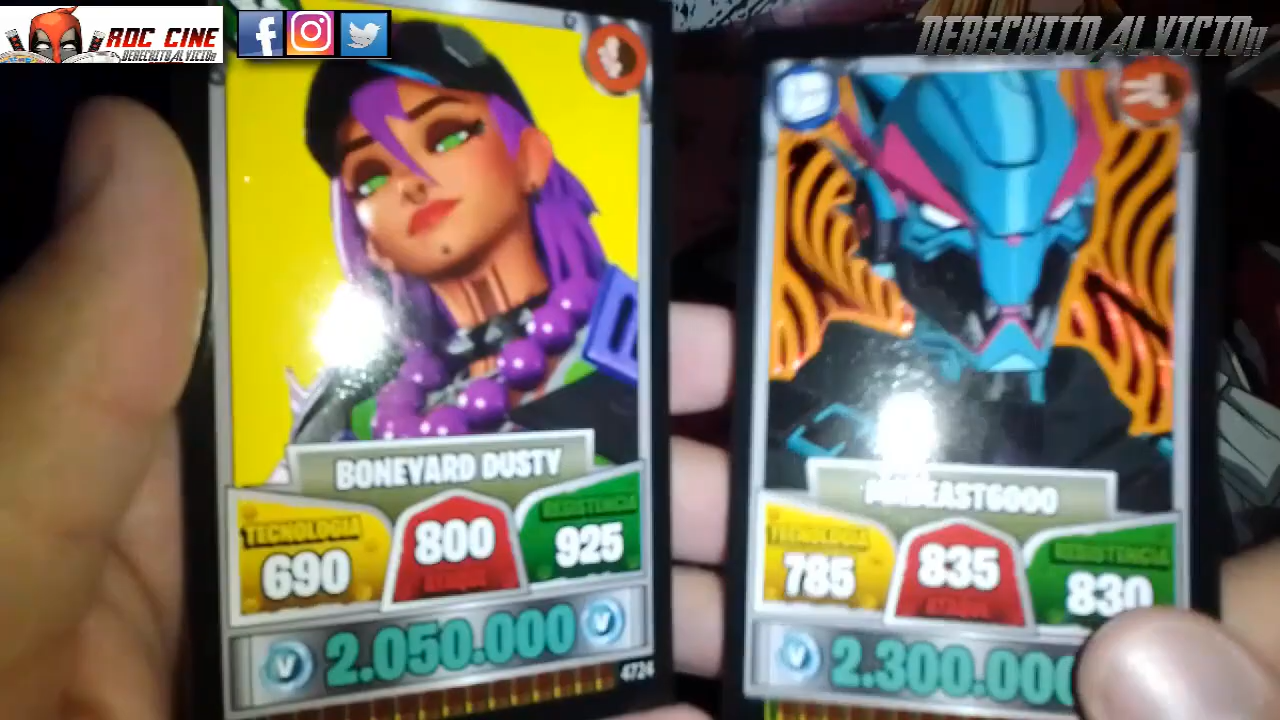 ROC CINE
DERECHITO AL VICIO!!
DERECHITO AL VICIO!!
BONEYARD DUSTY
TECNOLOGIA
690
800
ATAQUE
RESISTENCIA
925
2.050.000
4724
TECNOLOGIA
785
835
ATAQUE
RESISTENCIA
830